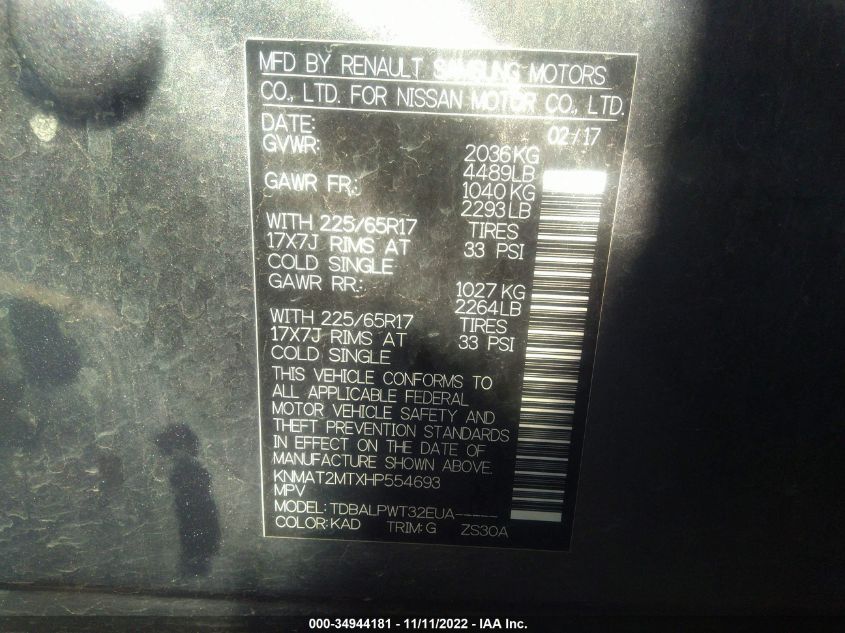 MFD BY RENAULT SAMSUNG MOTORS
CO., LTD. FOR NISSAN MOTOR CO., LTD.
DATE: 02/17
GVWR: 2036KG
4489LB
GAWR FR.: 1040KG
2293LB
WITH 225/65R17 TIRES
17X7J RIMS AT 33 PSI
COLD SINGLE
GAWR RR.: 1027KG
2264LB
WITH 225/65R17 TIRES
17X7J RIMS AT 33 PSI
COLD SINGLE
THIS VEHICLE CONFORMS TO
ALL APPLICABLE FEDERAL
MOTOR VEHICLE SAFETY AND
THEFT PREVENTION STANDARDS
IN EFFECT ON THE DATE OF
MANUFACTURE SHOWN ABOVE.
KNMAT2MTXHP554693
MPV
MODEL: TDBALPWT32EUA-----
COLOR: KAD TRIM: G ZS30A
000-34944181 - 11/11/2022 - IAA Inc.